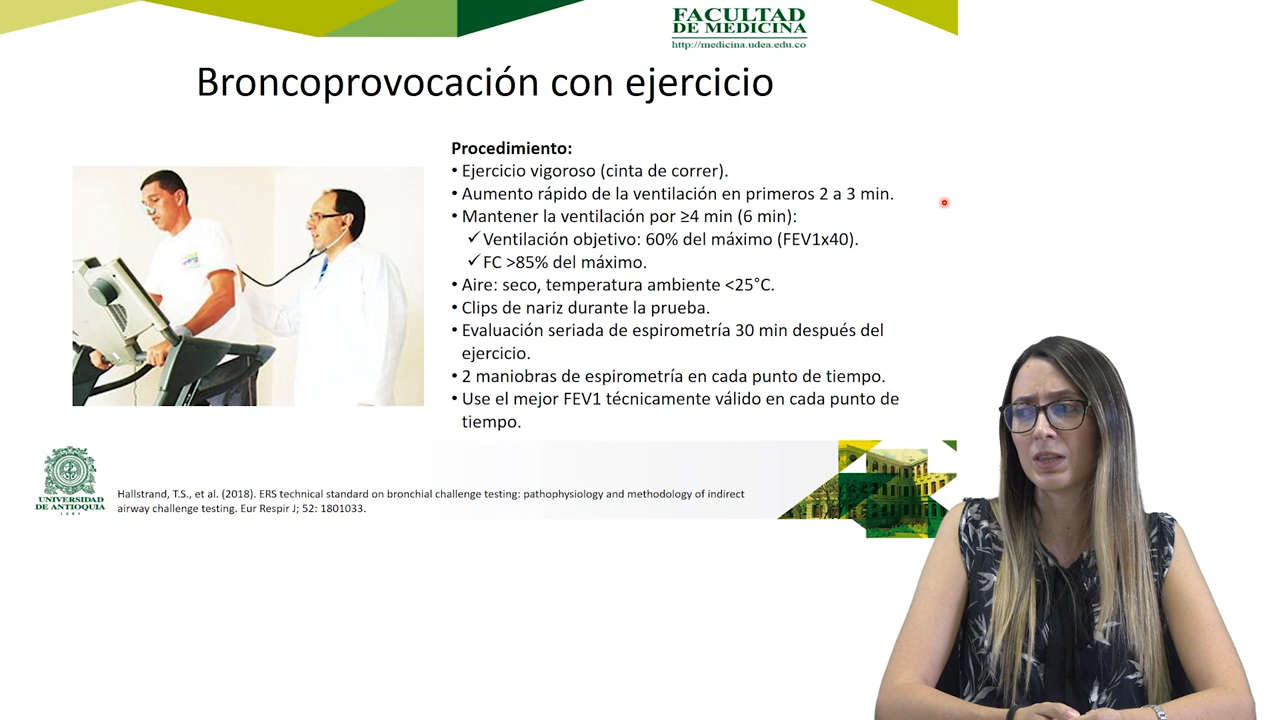 FACULTAD
DE MEDICINA
http://medicina.udea.edu.co
Broncoprovocación con ejercicio
Procedimiento:
• Ejercicio vigoroso (cinta de correr).
• Aumento rápido de la ventilación en primeros 2 a 3 min.
• Mantener la ventilación por ≥4 min (6 min):
✓Ventilación objetivo: 60% del máximo (FEV1x40).
✓FC >85% del máximo.
• Aire: seco, temperatura ambiente <25°C.
• Clips de nariz durante la prueba.
• Evaluación seriada de espirometría 30 min después del
ejercicio.
• 2 maniobras de espirometría en cada punto de tiempo.
• Use el mejor FEV1 técnicamente válido en cada punto de
tiempo.
UNIVERSIDAD
DE ANTIOQUIA
1803
Hallstrand, T.S., et al. (2018). ERS technical standard on bronchial challenge testing: pathophysiology and methodology of indirect
airway challenge testing. Eur Respir J; 52: 1801033.